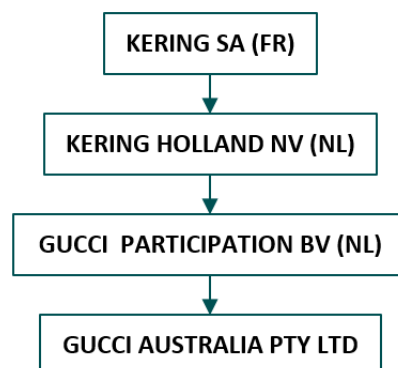 KERING SA (FR)
KERING HOLLAND NV (NL)
GUCCI PARTICIPATION BV (NL)
GUCCI AUSTRALIA PTY LTD